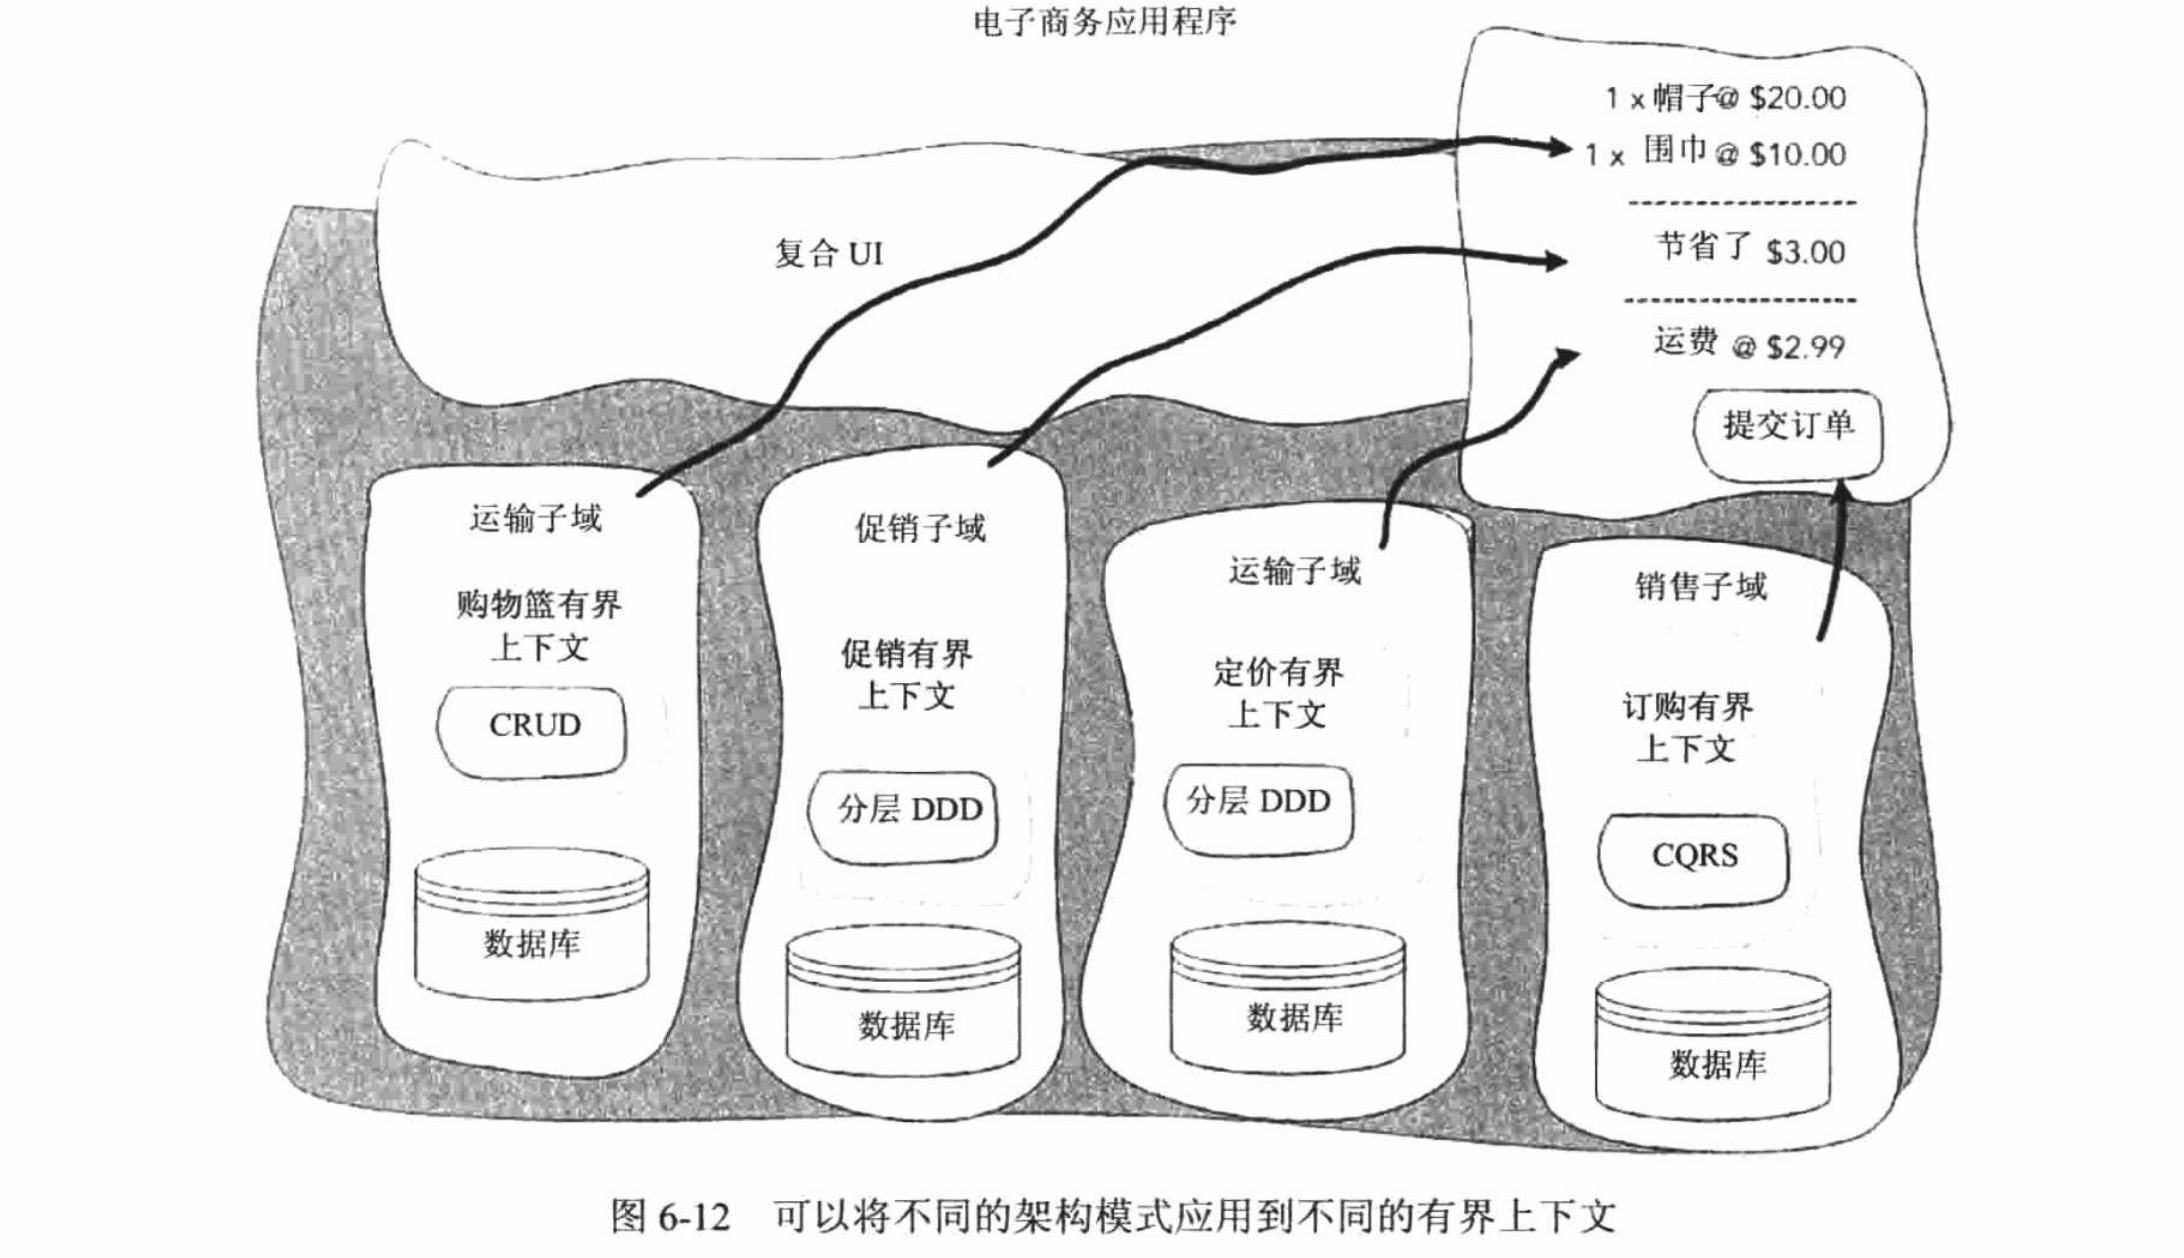 电子商务应用程序
1 x 帽子@ $20.00
1 x 围巾@ $10.00
节省了 $3.00
运费 @ $2.99
提交订单
复合 UI
运输子域
购物篮有界
上下文
CRUD
数据库
促销子域
促销有界
上下文
分层 DDD
数据库
运输子域
定价有界
上下文
分层 DDD
数据库
销售子域
订购有界
上下文
CQRS
数据库
图 6-12 可以将不同的架构模式应用到不同的有界上下文